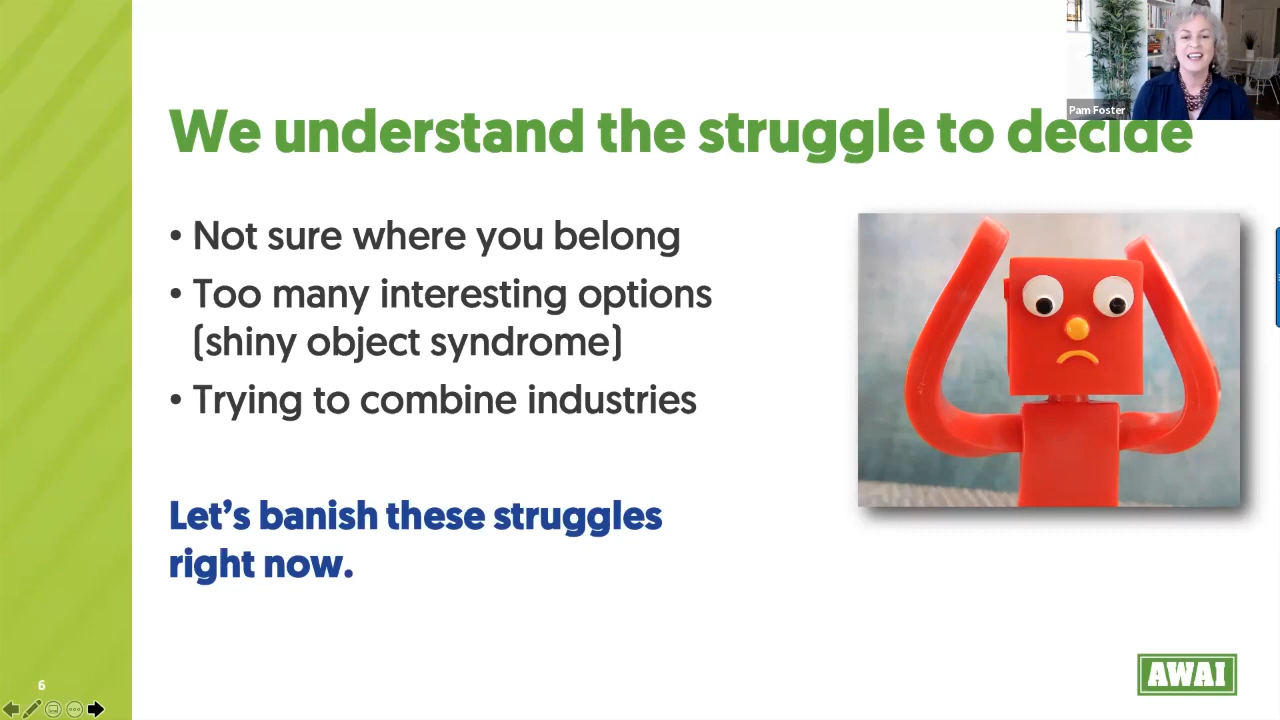 Pam Foster
We understand the struggle to decide
• Not sure where you belong
• Too many interesting options
(shiny object syndrome)
• Trying to combine industries
Let's banish these struggles
right now.
AWAI
6